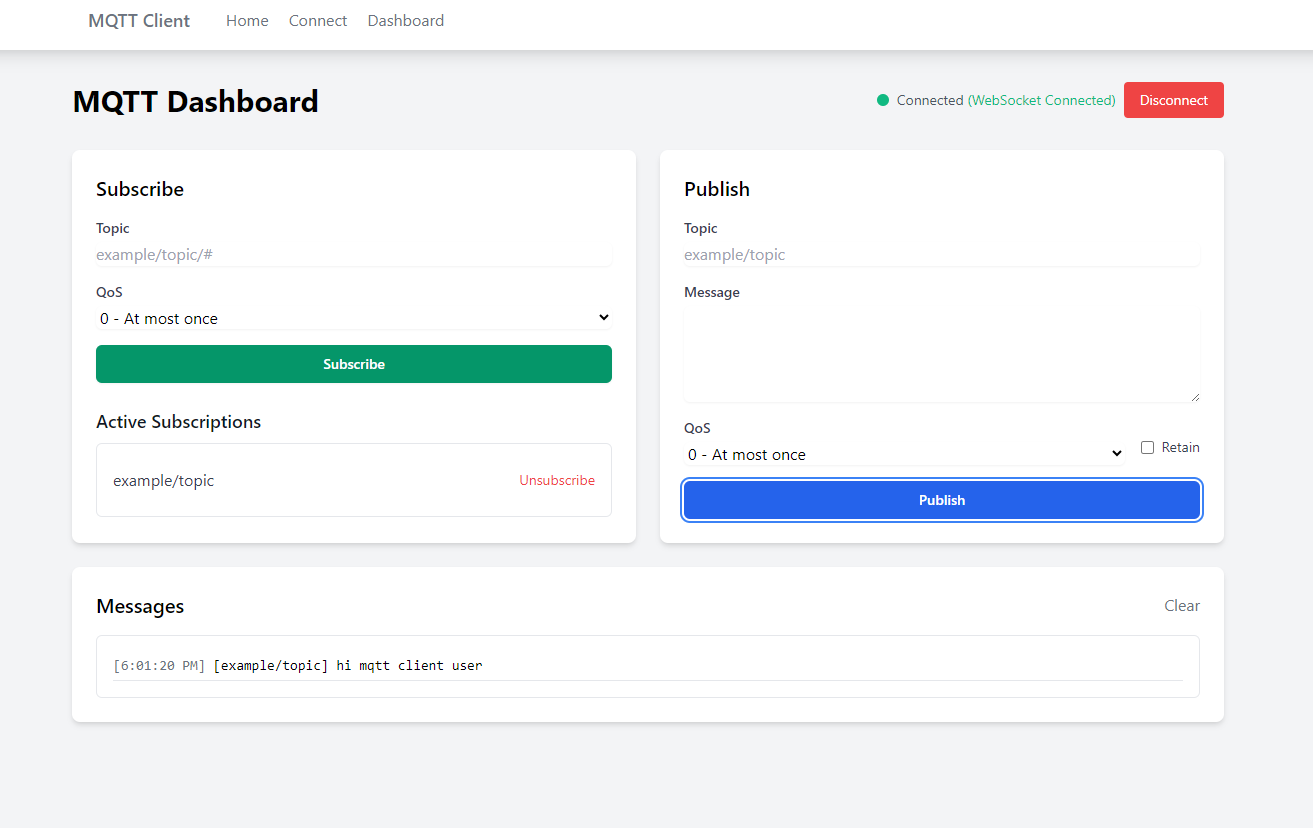 MQTT Client Home Connect Dashboard
MQTT Dashboard
Connected (WebSocket Connected) Disconnect
Subscribe
Topic
example/topic/#
QoS
0 - At most once
Subscribe
Active Subscriptions
example/topic Unsubscribe
Publish
Topic
example/topic
Message
QoS
0 - At most once Retain
Publish
Messages Clear
[6:01:20 PM] [example/topic] hi mqtt client user